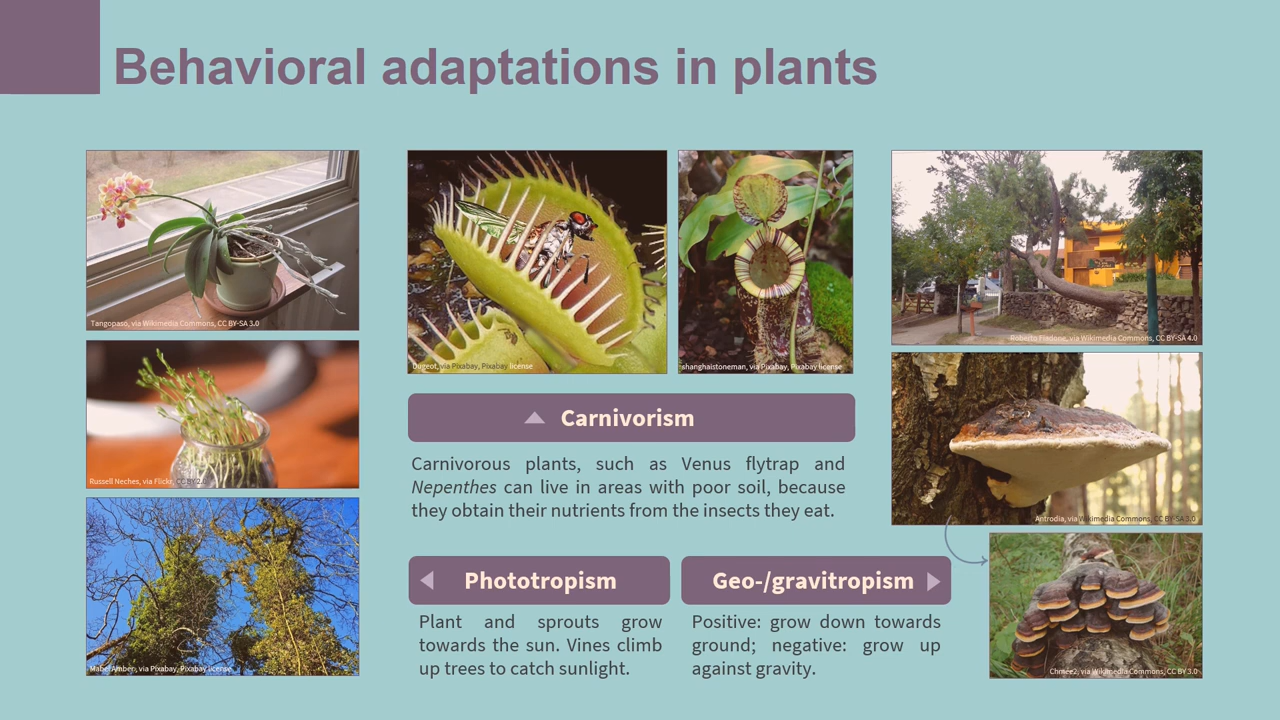 Behavioral adaptations in plants
Tangopaso, via Wikimedia Commons, CC BY-SA 3.0
Russell Neches, via Flickr, CC BY 2.0
Mabel Amber, via Pixabay, Pixabay license
Dugeot, via Pixabay, Pixabay license
shanghaistoneman, via Pixabay, Pixabay license
Carnivorism
Carnivorous plants, such as Venus flytrap and
Nepenthes can live in areas with poor soil, because
they obtain their nutrients from the insects they eat.
Phototropism
Plant and sprouts grow
towards the sun. Vines climb
up trees to catch sunlight.
Geo-/gravitropism
Positive: grow down towards
ground; negative: grow up
against gravity.
Roberto Fiadone, via Wikimedia Commons, CC BY-SA 4.0
Antrodia, via Wikimedia Commons, CC BY-SA 3.0
Chmee2, via Wikimedia Commons, CC BY 3.0